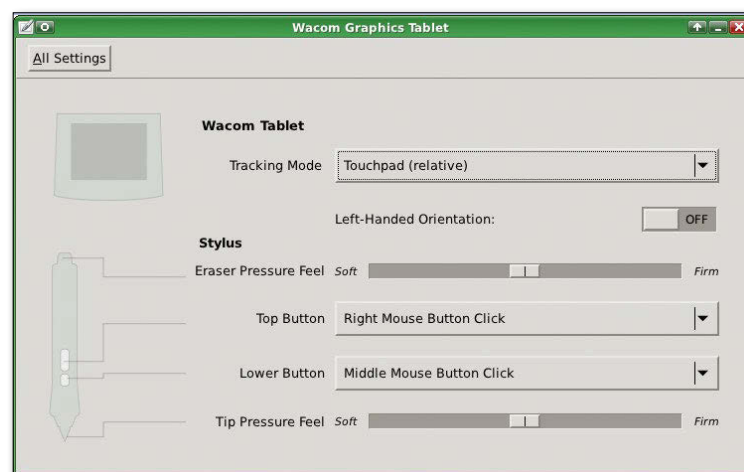 Wacom Graphics Tablet
All Settings
Wacom Tablet
Tracking Mode Touchpad (relative)
Left-Handed Orientation: OFF
Stylus
Eraser Pressure Feel Soft Firm
Top Button Right Mouse Button Click
Lower Button Middle Mouse Button Click
Tip Pressure Feel Soft Firm